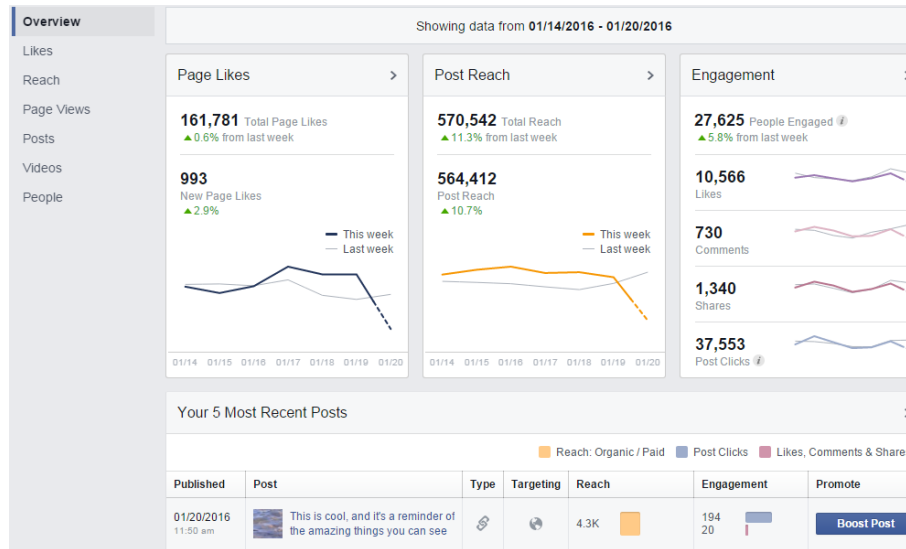 Overview
Likes
Reach
Page Views
Posts
Videos
People
Showing data from 01/14/2016 - 01/20/2016
Page Likes
161,781 Total Page Likes
0.6% from last week
993
New Page Likes
2.9%
This week
Last week
01/14 01/15 01/16 01/17 01/18 01/19 01/20
Post Reach
570,542 Total Reach
11.3% from last week
564,412
Post Reach
10.7%
This week
Last week
01/14 01/15 01/16 01/17 01/18 01/19 01/20
Engagement
27,625 People Engaged i
5.8% from last week
10,566
Likes
730
Comments
1,340
Shares
37,553
Post Clicks i
Your 5 Most Recent Posts
Reach: Organic / Paid Post Clicks Likes, Comments & Share
Published Post Type Targeting Reach Engagement Promote
01/20/2016
11:50 am
This is cool, and it's a reminder of
the amazing things you can see
4.3K
194
20
Boost Post